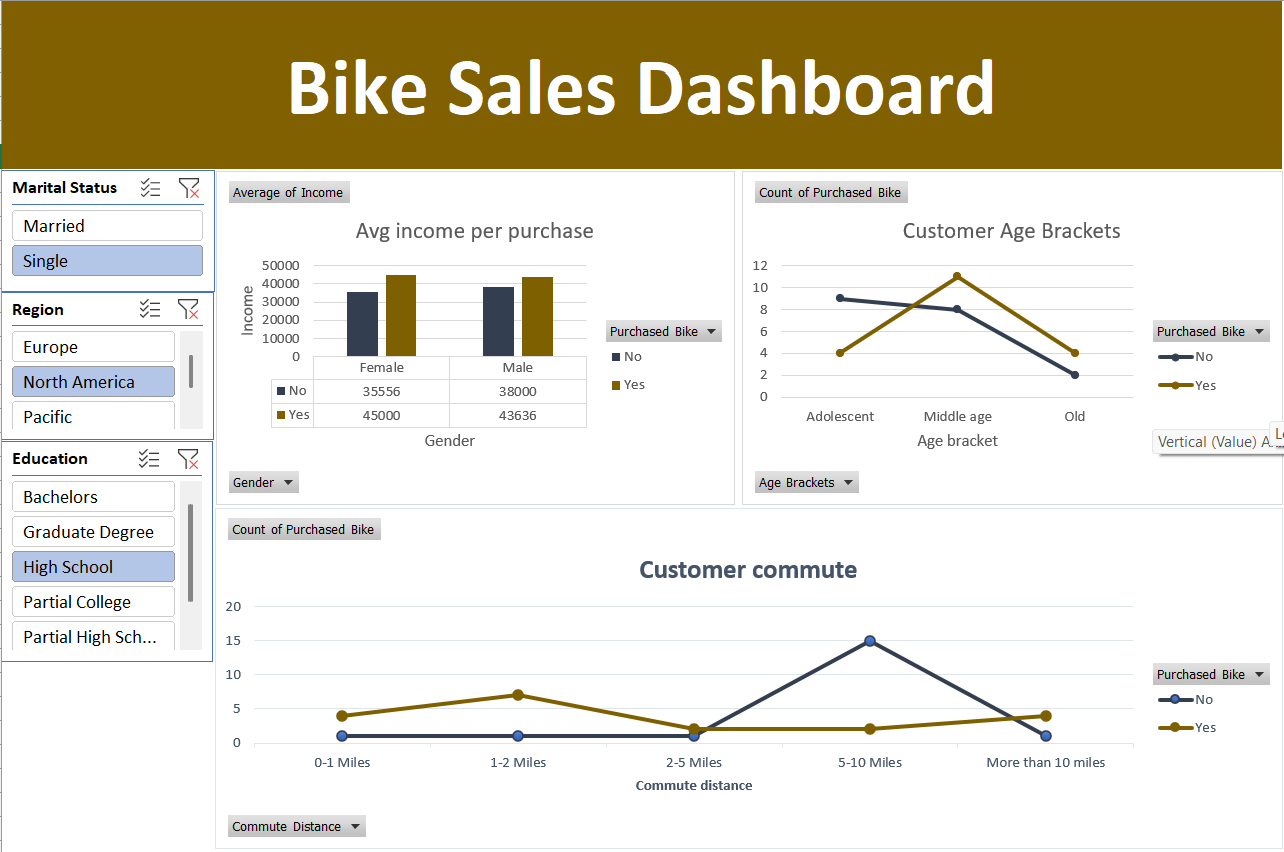 Bike Sales Dashboard
Marital Status
Married
Single
Region
Europe
North America
Pacific
Education
Bachelors
Graduate Degree
High School
Partial College
Partial High Sch...
Average of Income
Avg income per purchase
Income
50000
40000
30000
20000
10000
0
Female Male
No 35556 38000
Yes 45000 43636
Gender
Purchased Bike
No
Yes
Gender
Count of Purchased Bike
Customer Age Brackets
12
10
8
6
4
2
0
Adolescent Middle age Old
Age bracket
Purchased Bike
No
Yes
Vertical (Value) A
Age Brackets
Count of Purchased Bike
Customer commute
20
15
10
5
0
0-1 Miles 1-2 Miles 2-5 Miles 5-10 Miles More than 10 miles
Commute distance
Purchased Bike
No
Yes
Commute Distance